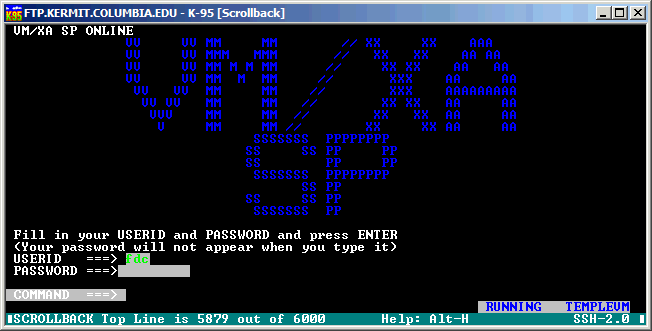 FTP.KERMIT.COLUMBIA.EDU - K-95 [Scrollback]
VM/XA SP ONLINE
VV      VV MM      MM         // XX      XX     AAA
VV      VV MMM   MMM        //   XX    XX    AA AA
VV      VV MM M M MM       //     XX XX    AA   AA
VV      VV MM  M  MM      //       XXX    AA     AA
VV    VV  MM      MM     //        XXX    AAAAAAAAA
VV VV   MM      MM    //        XX XX   AA       AA
VVV    MM      MM   //        XX    XX  AA       AA
V     MM      MM //         XX      XX AA       AA
SSSSSSS  PPPPPPPP
SS     SS PP      PP
SS        PP      PP
SSSSSSS  PPPPPPPP
SS PP
SS     SS PP
SSSSSSS  PP
Fill in your USERID and PASSWORD and press ENTER
(Your password will not appear when you type it)
USERID   ===> fdc
PASSWORD ===>
COMMAND  ===>
RUNNING   TEMPLEVM
SCROLLBACK Top Line is 5879 out of 6000       Help: Alt-H              SSH-2.0